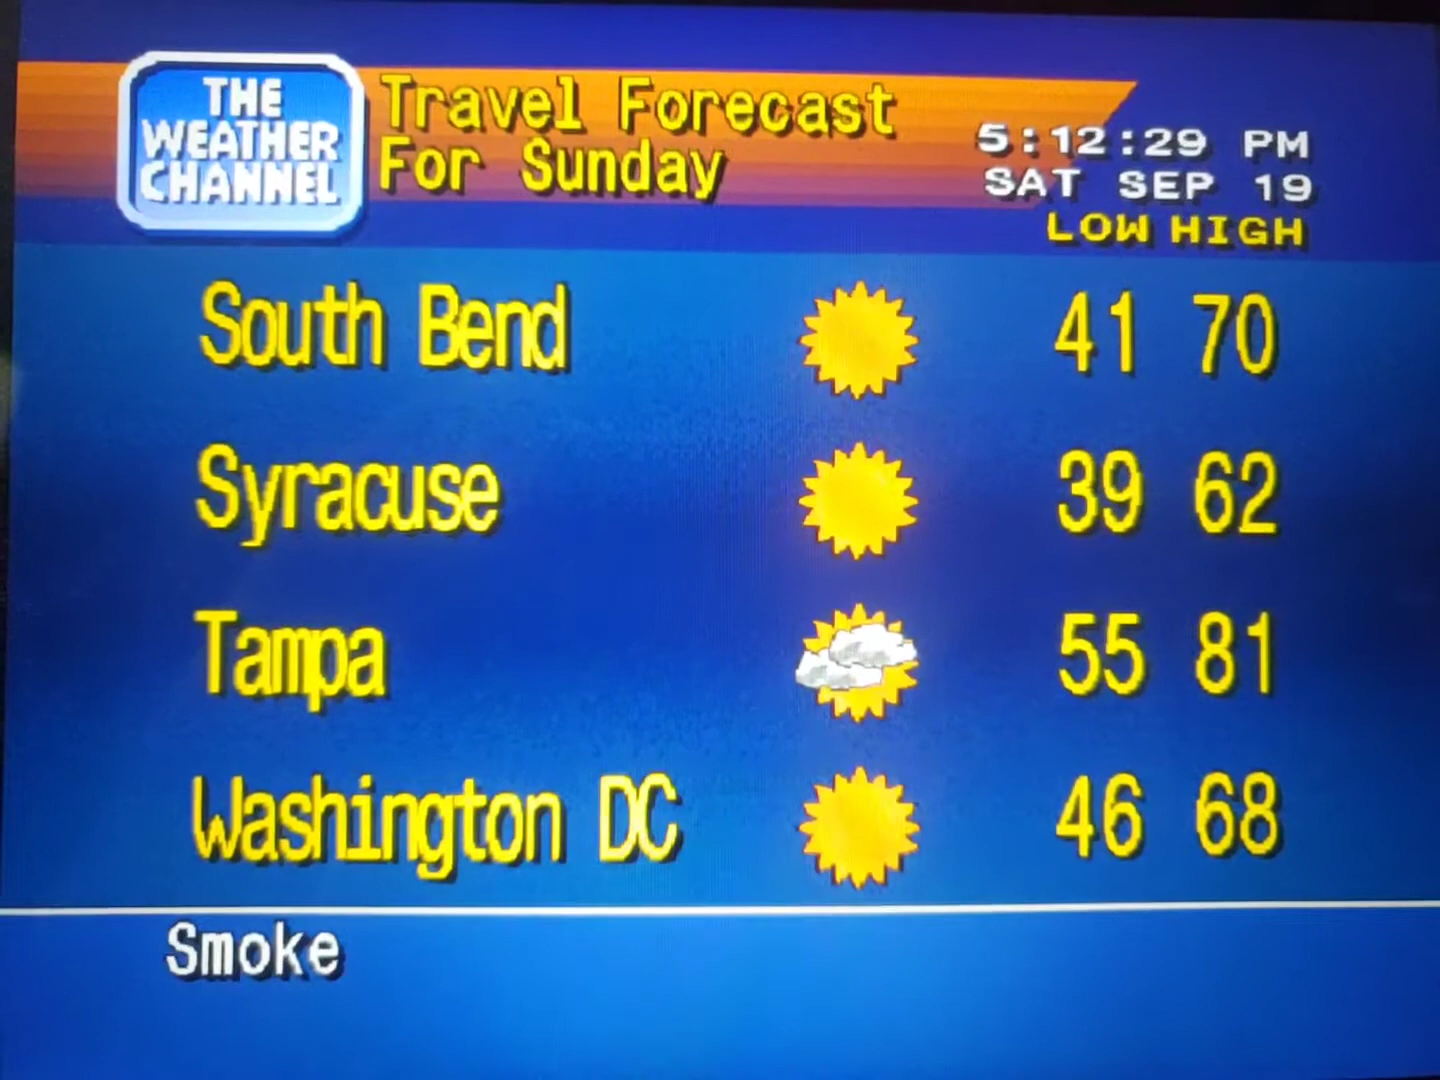 THE
WEATHER
CHANNEL
Travel Forecast
For Sunday
5:12:29 PM
SAT SEP 19
LOW HIGH
South Bend 41 70
Syracuse 39 62
Tampa 55 81
Washington DC 46 68
Smoke